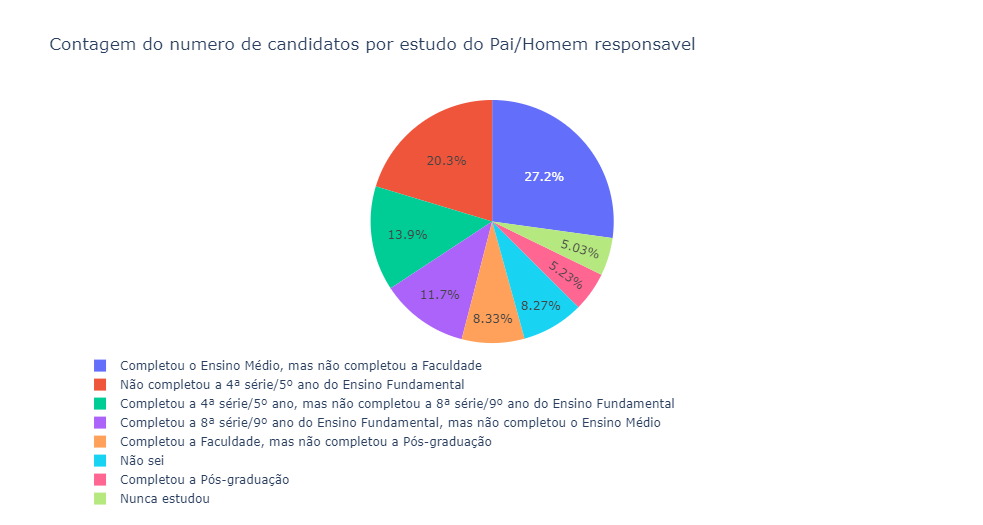 Contagem do numero de candidatos por estudo do Pai/Homem responsavel
20.3%
27.2%
13.9%
5.03%
5.23%
11.7%
8.27%
8.33%
Completou o Ensino Médio, mas não completou a Faculdade
Não completou a 4ª série/5º ano do Ensino Fundamental
Completou a 4ª série/5º ano, mas não completou a 8ª série/9º ano do Ensino Fundamental
Completou a 8ª série/9º ano do Ensino Fundamental, mas não completou o Ensino Médio
Completou a Faculdade, mas não completou a Pós-graduação
Não sei
Completou a Pós-graduação
Nunca estudou